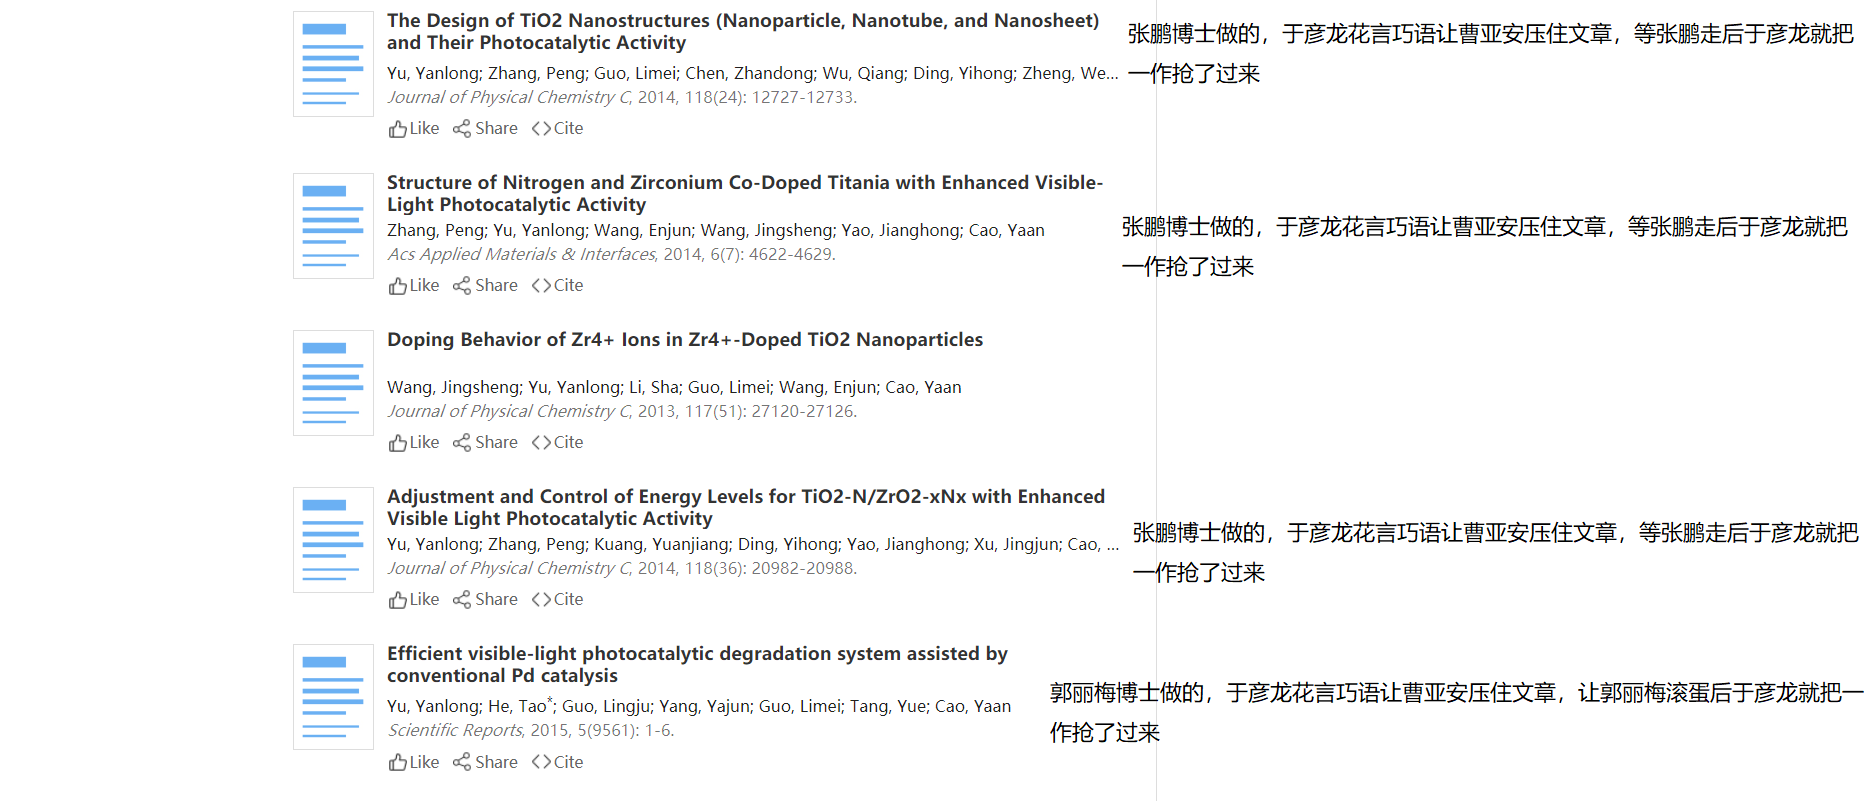 The Design of TiO2 Nanostructures (Nanoparticle, Nanotube, and Nanosheet)
and Their Photocatalytic Activity
Yu, Yanlong; Zhang, Peng; Guo, Limei; Chen, Zhandong; Wu, Qiang; Ding, Yihong; Zheng, We...
Journal of Physical Chemistry C, 2014, 118(24): 12727-12733.
Like Share Cite
张鹏博士做的，于彦龙花言巧语让曹亚安压住文章，等张鹏走后于彦龙就把
一作抢了过来
Structure of Nitrogen and Zirconium Co-Doped Titania with Enhanced Visible-
Light Photocatalytic Activity
Zhang, Peng; Yu, Yanlong; Wang, Enjun; Wang, Jingsheng; Yao, Jianghong; Cao, Yaan
Acs Applied Materials & Interfaces, 2014, 6(7): 4622-4629.
Like Share Cite
张鹏博士做的，于彦龙花言巧语让曹亚安压住文章，等张鹏走后于彦龙就把
一作抢了过来
Doping Behavior of Zr4+ Ions in Zr4+-Doped TiO2 Nanoparticles
Wang, Jingsheng; Yu, Yanlong; Li, Sha; Guo, Limei; Wang, Enjun; Cao, Yaan
Journal of Physical Chemistry C, 2013, 117(51): 27120-27126.
Like Share Cite
Adjustment and Control of Energy Levels for TiO2-N/ZrO2-xNx with Enhanced
Visible Light Photocatalytic Activity
Yu, Yanlong; Zhang, Peng; Kuang, Yuanjiang; Ding, Yihong; Yao, Jianghong; Xu, Jingjun; Cao, ...
Journal of Physical Chemistry C, 2014, 118(36): 20982-20988.
Like Share Cite
张鹏博士做的，于彦龙花言巧语让曹亚安压住文章，等张鹏走后于彦龙就把
一作抢了过来
Efficient visible-light photocatalytic degradation system assisted by
conventional Pd catalysis
Yu, Yanlong; He, Tao*; Guo, Lingju; Yang, Yajun; Guo, Limei; Tang, Yue; Cao, Yaan
Scientific Reports, 2015, 5(9561): 1-6.
Like Share Cite
郭丽梅博士做的，于彦龙花言巧语让曹亚安压住文章，让郭丽梅滚蛋后于彦龙就把一
作抢了过来